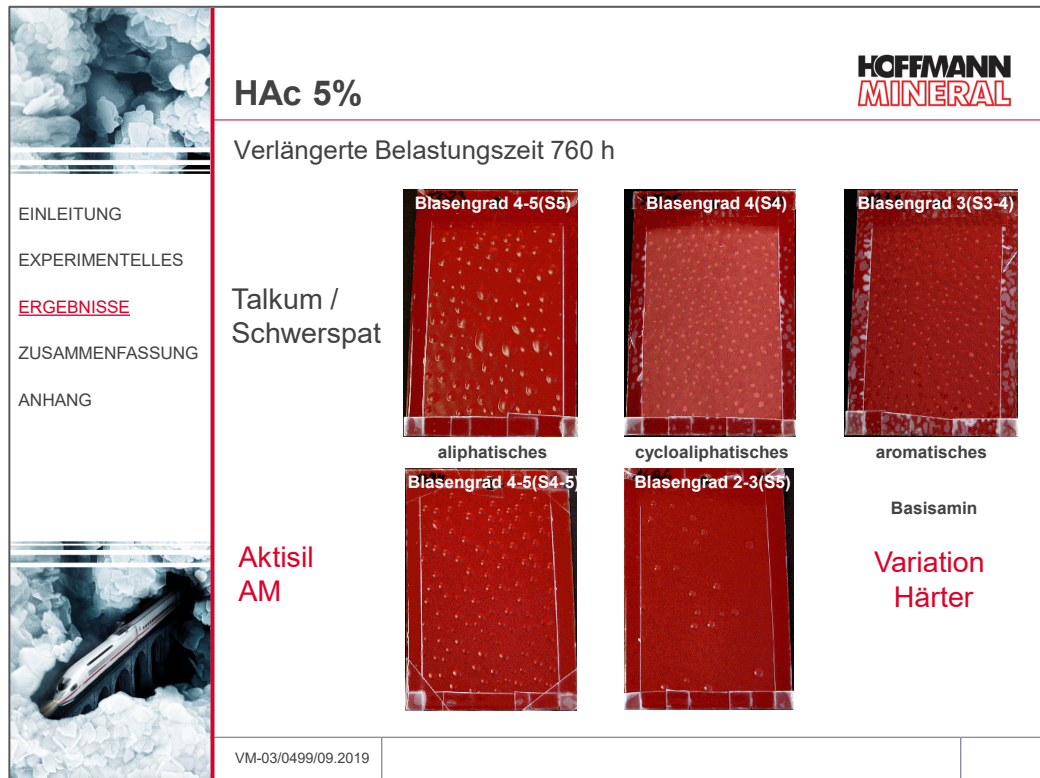 HOFFMANN
MINERAL
HAc 5%
Verlängerte Belastungszeit 760 h
EINLEITUNG
EXPERIMENTELLES
ERGEBNISSE
ZUSAMMENFASSUNG
ANHANG
Talkum /
Schwerspat
Blasengrad 4-5(S5)
Blasengrad 4(S4)
Blasengrad 3(S3-4)
aliphatisches
cycloaliphatisches
aromatisches
Blasengrad 4-5(S4-5)
Blasengrad 2-3(S5)
Basisamin
Aktisil
AM
Variation
Härter
VM-03/0499/09.2019